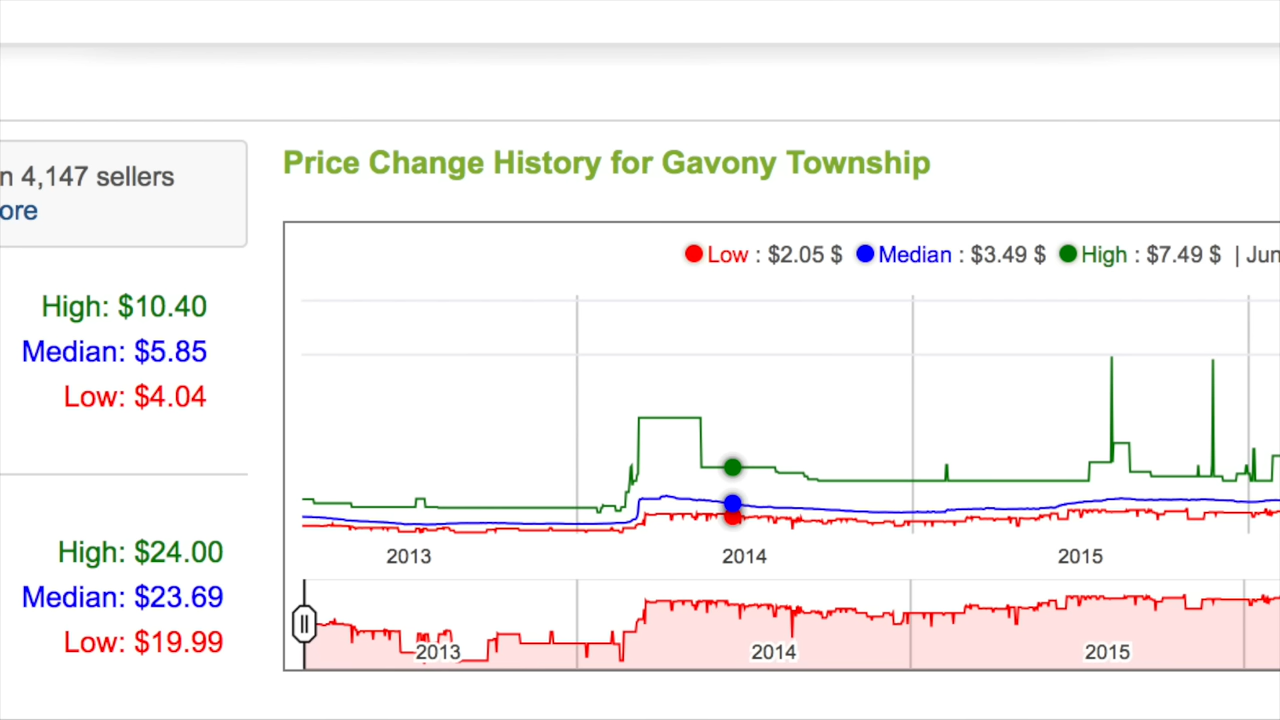 n 4,147 sellers
ore
High: $10.40
Median: $5.85
Low: $4.04
High: $24.00
Median: $23.69
Low: $19.99
Price Change History for Gavony Township
Low : $2.05 $ Median : $3.49 $ High : $7.49 $ | Jun
2013 2014 2015
2013 2014 2015